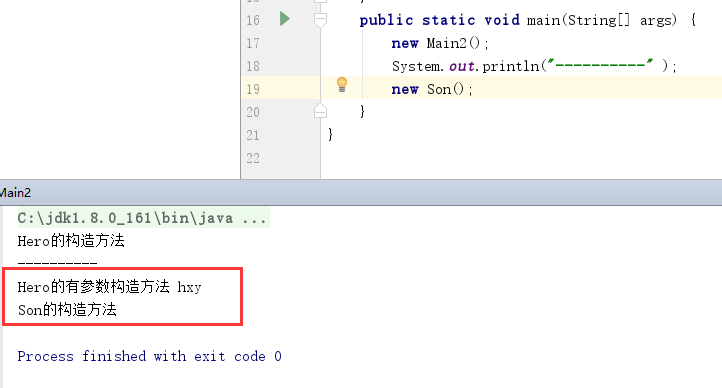 16 public static void main(String[] args) {
17 new Main2();
18 System.out.println("----------" );
19 new Son();
20 }
21 }
22
Main2
C:\jdk1.8.0_161\bin\java ...
Hero的构造方法
----------
Hero的有参数构造方法 hxy
Son的构造方法
Process finished with exit code 0